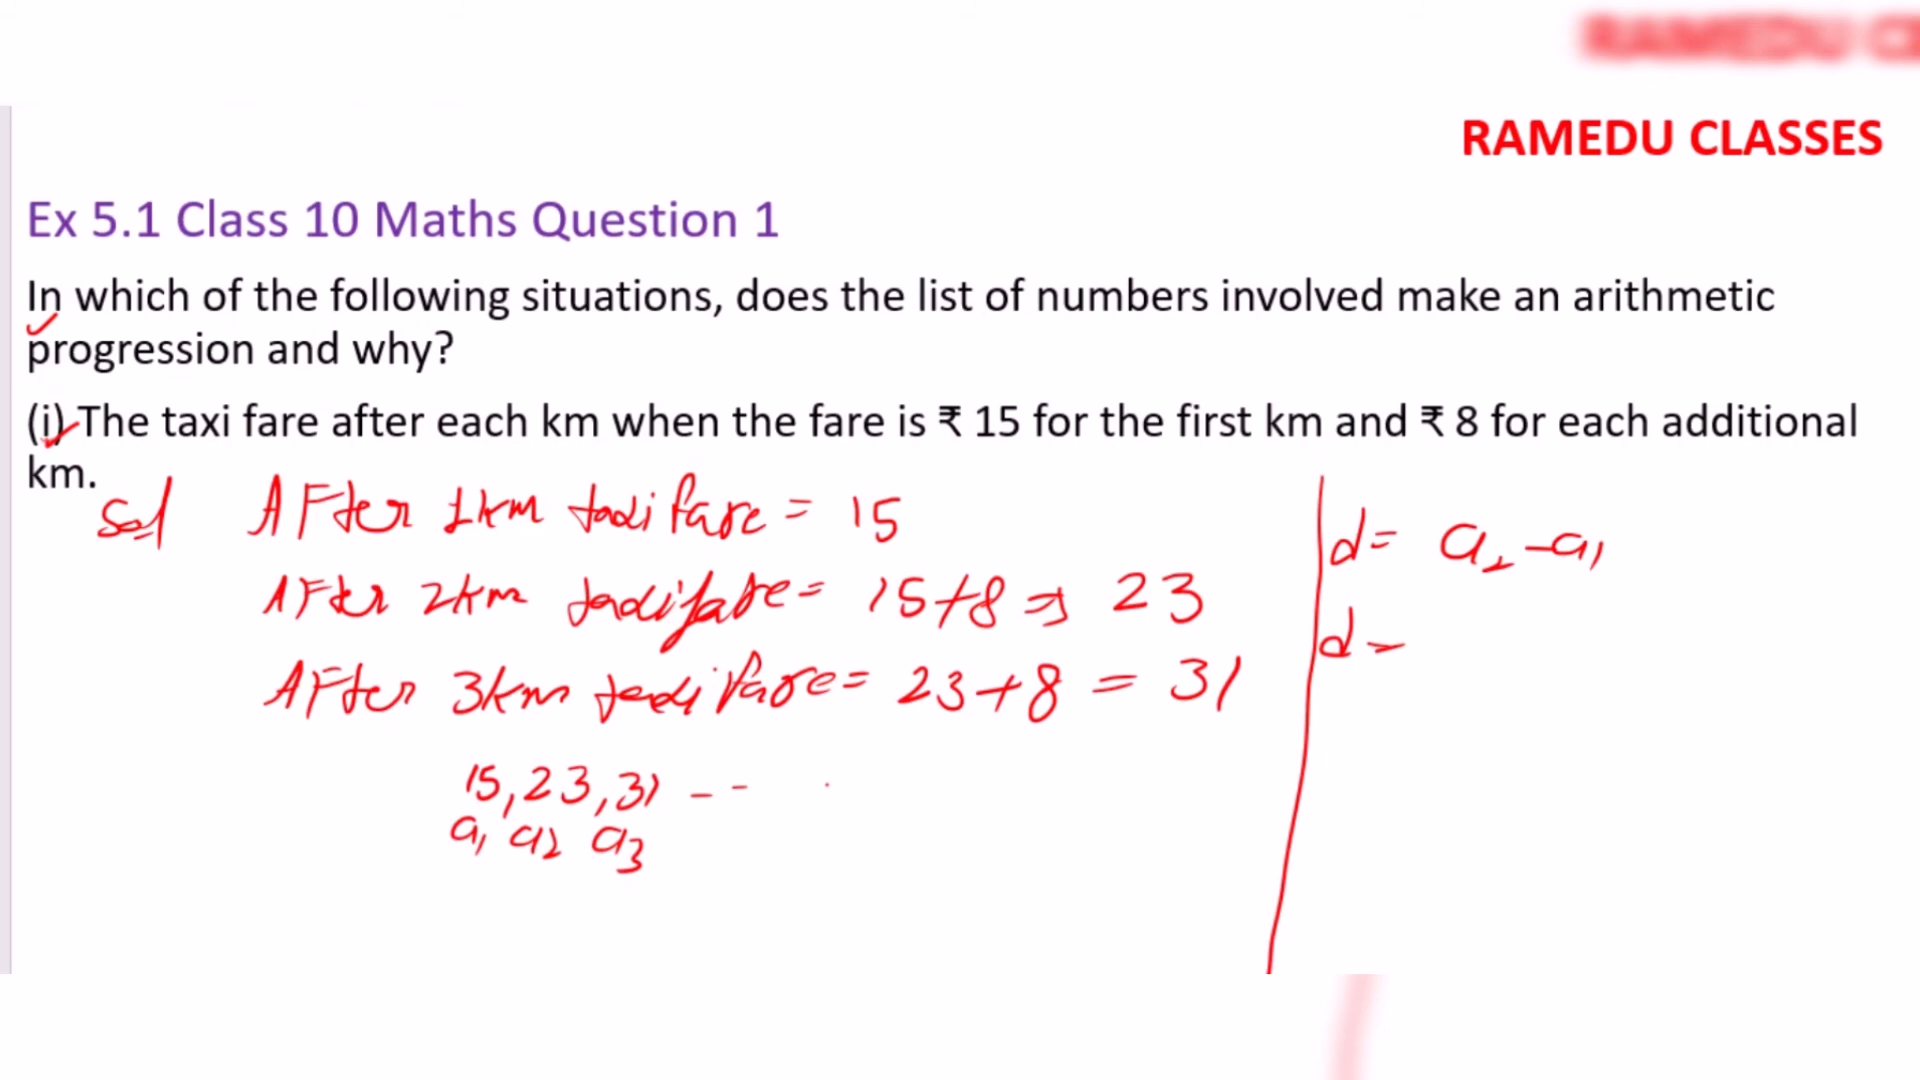 RAMEDU CLASSES
Ex 5.1 Class 10 Maths Question 1
In which of the following situations, does the list of numbers involved make an arithmetic
progression and why?
(i) The taxi fare after each km when the fare is ₹ 15 for the first km and ₹ 8 for each additional
km.
Sol After 1km taxi fare = 15
After 2km taxi fare = 15+8 ⇒ 23
After 3km taxi fare = 23+8 = 31
15, 23, 31 - -
a₁ a₂ a₃
d = a₂ - a₁
d =